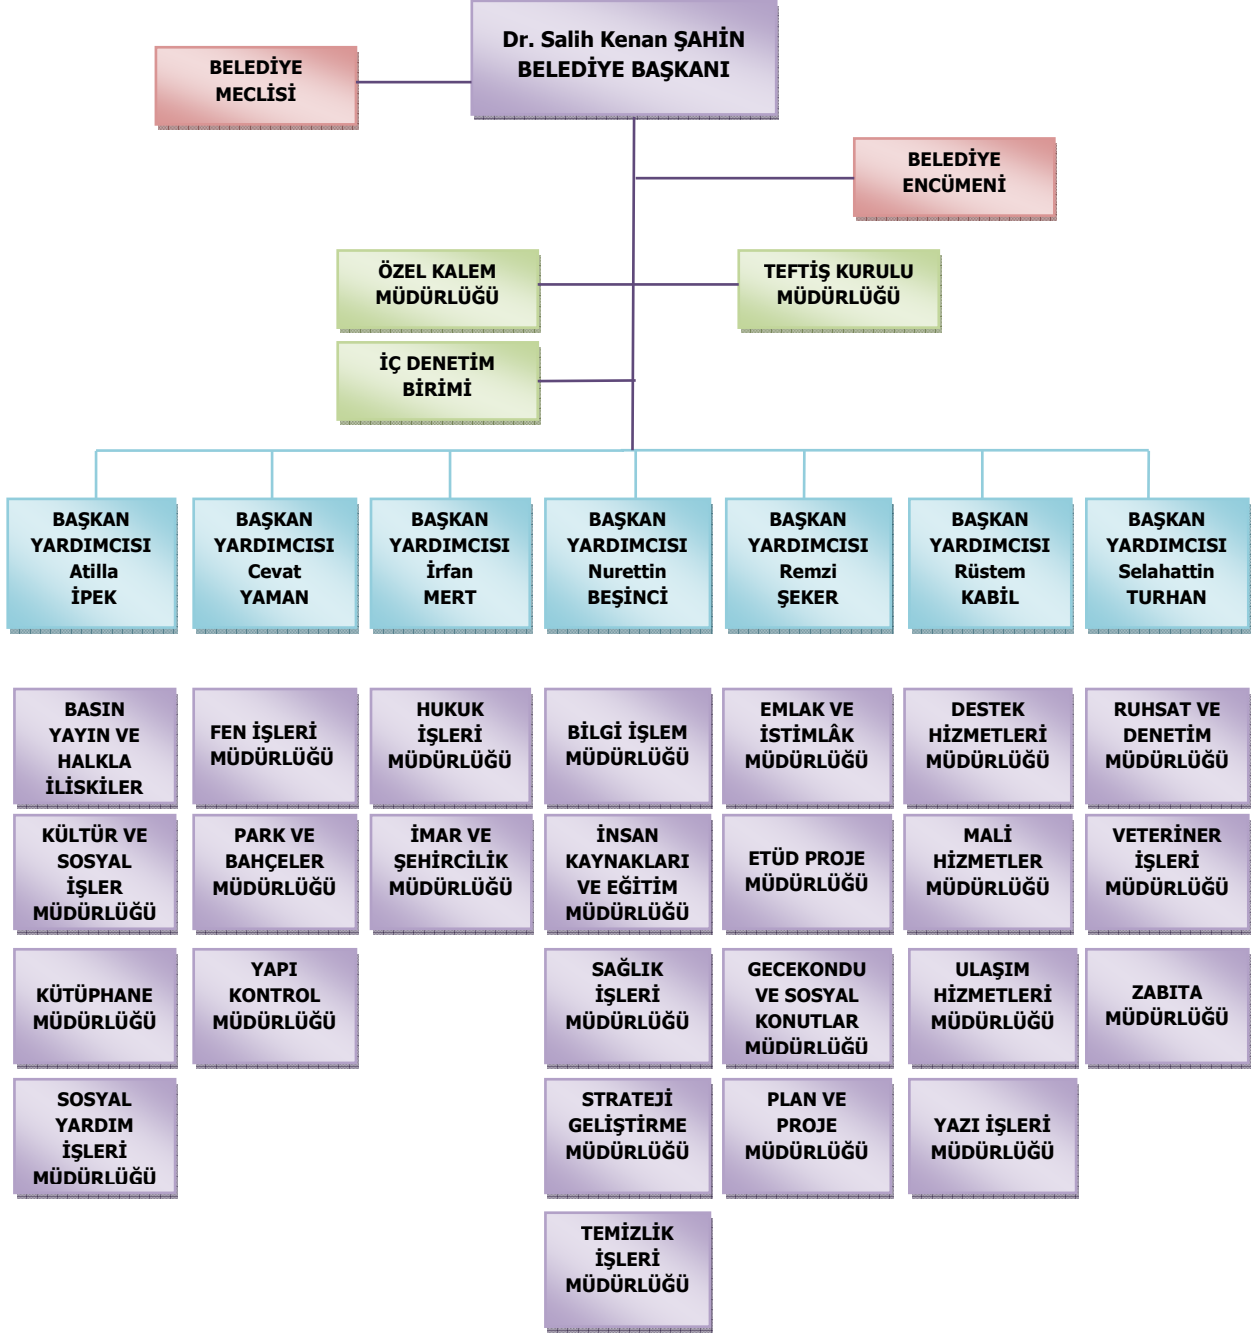 Dr. Salih Kenan ŞAHİN
BELEDİYE BAŞKANI
BELEDİYE
MECLİSİ
BELEDİYE
ENCÜMENİ
ÖZEL KALEM
MÜDÜRLÜĞÜ
TEFTİŞ KURULU
MÜDÜRLÜĞÜ
İÇ DENETİM
BİRİMİ
BAŞKAN
YARDIMCISI
Atilla
İPEK
BAŞKAN
YARDIMCISI
Cevat
YAMAN
BAŞKAN
YARDIMCISI
İrfan
MERT
BAŞKAN
YARDIMCISI
Nurettin
BEŞİNCİ
BAŞKAN
YARDIMCISI
Remzi
ŞEKER
BAŞKAN
YARDIMCISI
Rüstem
KABİL
BAŞKAN
YARDIMCISI
Selahattin
TURHAN
BASIN
YAYIN VE
HALKLA
İLİSKİLER
FEN İŞLERİ
MÜDÜRLÜĞÜ
HUKUK
İŞLERİ
MÜDÜRLÜĞÜ
BİLGİ İŞLEM
MÜDÜRLÜĞÜ
EMLAK VE
İSTİMLÂK
MÜDÜRLÜĞÜ
DESTEK
HİZMETLERİ
MÜDÜRLÜĞÜ
RUHSAT VE
DENETİM
MÜDÜRLÜĞÜ
KÜLTÜR VE
SOSYAL
İŞLER
MÜDÜRLÜĞÜ
PARK VE
BAHÇELER
MÜDÜRLÜĞÜ
İMAR VE
ŞEHİRCİLİK
MÜDÜRLÜĞÜ
İNSAN
KAYNAKLARI
VE EĞİTİM
MÜDÜRLÜĞÜ
ETÜD PROJE
MÜDÜRLÜĞÜ
MALİ
HİZMETLER
MÜDÜRLÜĞÜ
VETERİNER
İŞLERİ
MÜDÜRLÜĞÜ
KÜTÜPHANE
MÜDÜRLÜĞÜ
YAPI
KONTROL
MÜDÜRLÜĞÜ
SAĞLIK
İŞLERİ
MÜDÜRLÜĞÜ
GECEKONDU
VE SOSYAL
KONUTLAR
MÜDÜRLÜĞÜ
ULAŞIM
HİZMETLERİ
MÜDÜRLÜĞÜ
ZABITA
MÜDÜRLÜĞÜ
SOSYAL
YARDIM
İŞLERİ
MÜDÜRLÜĞÜ
STRATEJİ
GELİŞTİRME
MÜDÜRLÜĞÜ
PLAN VE
PROJE
MÜDÜRLÜĞÜ
YAZI İŞLERİ
MÜDÜRLÜĞÜ
TEMİZLİK
İŞLERİ
MÜDÜRLÜĞÜ